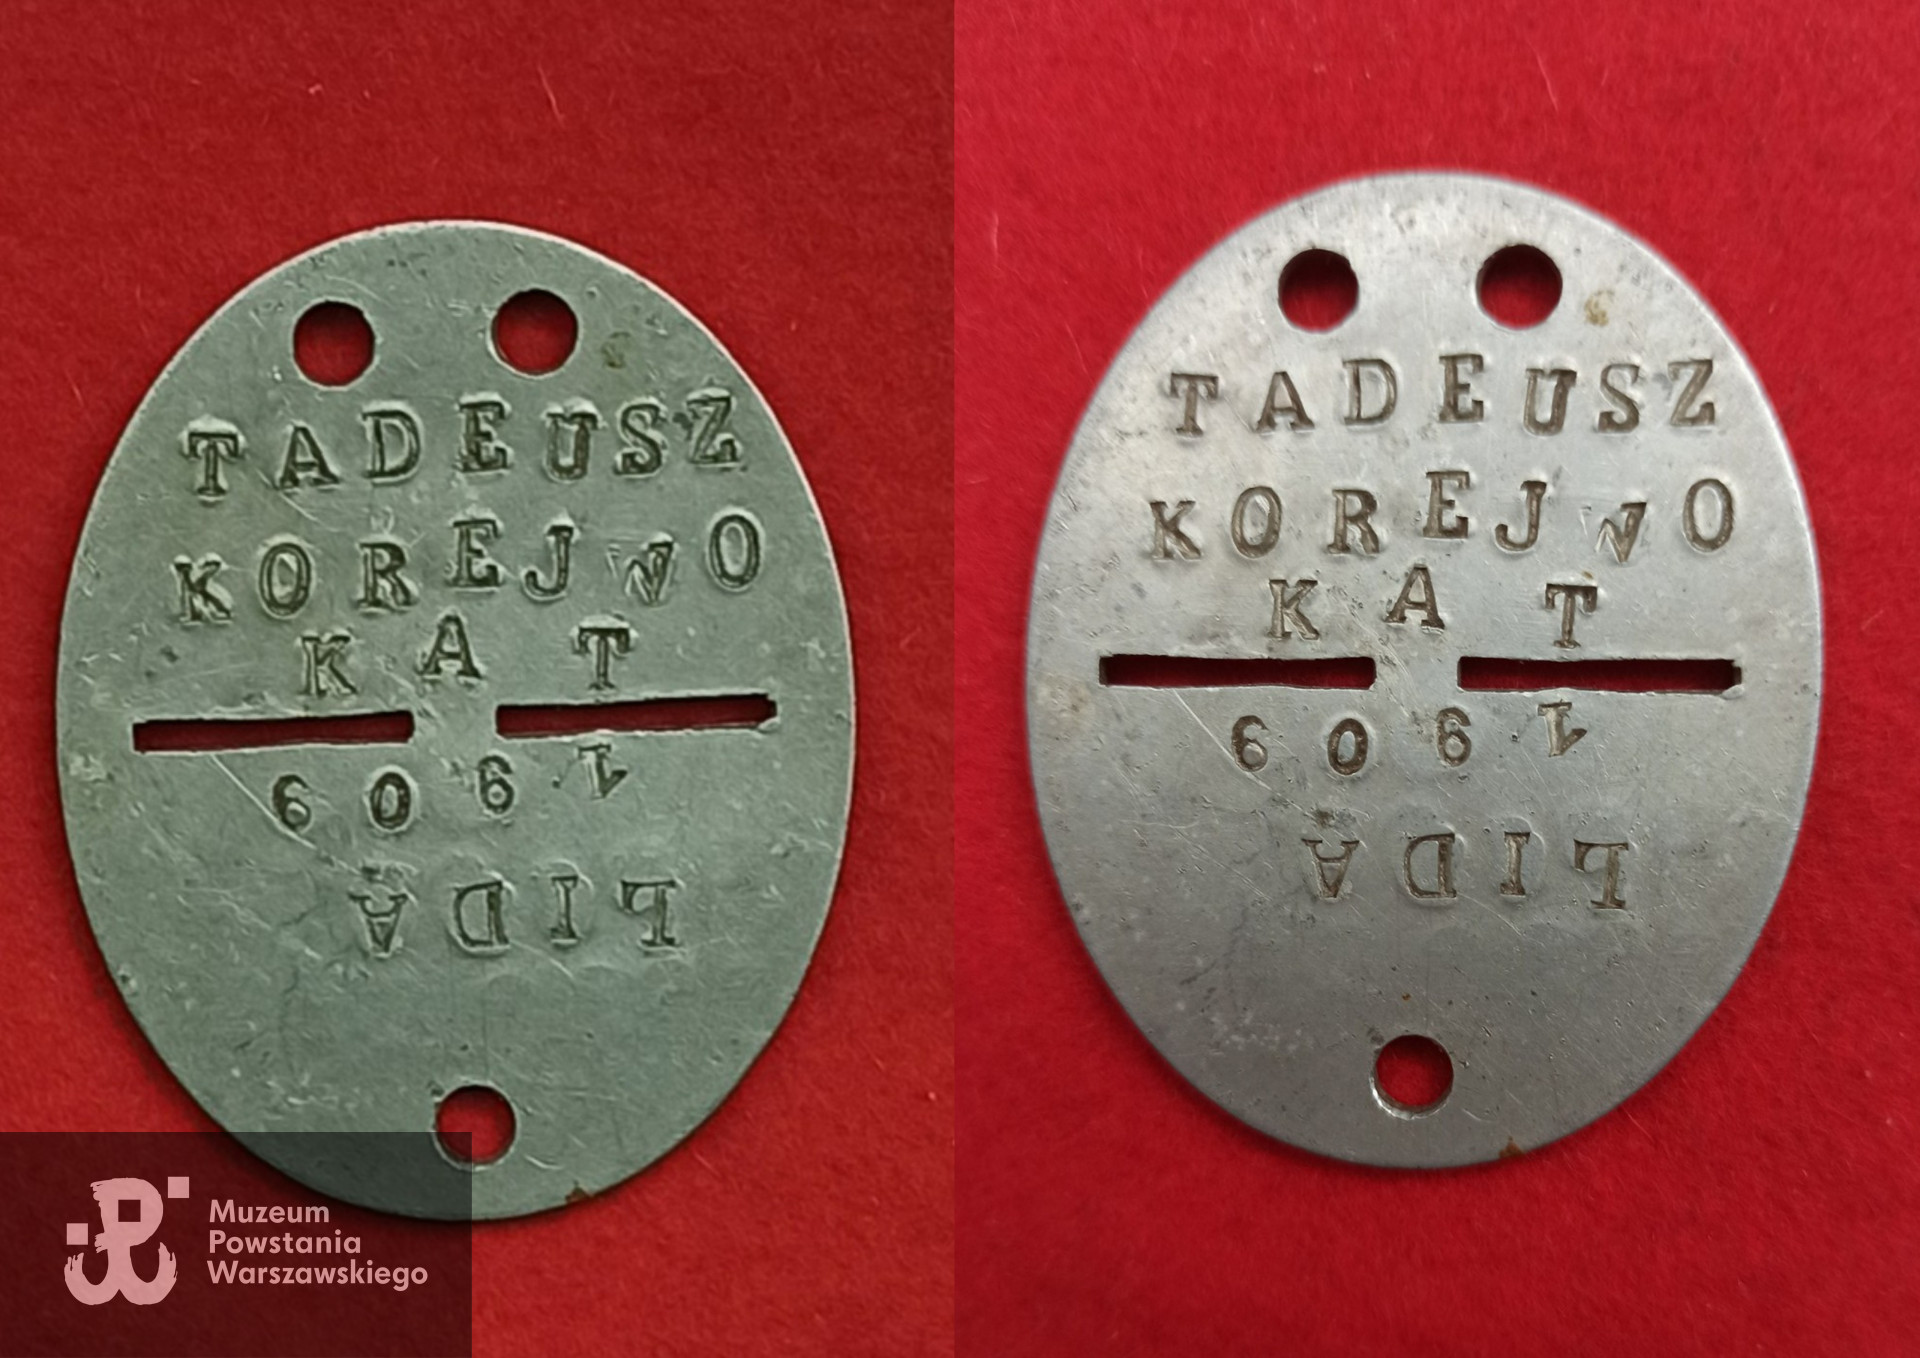 TADEUSZ
KOREJWO
KAT
1909
LIDA
TADEUSZ
KOREJWO
KAT
1909
LIDA
Muzeum
Powstania
Warszawskiego